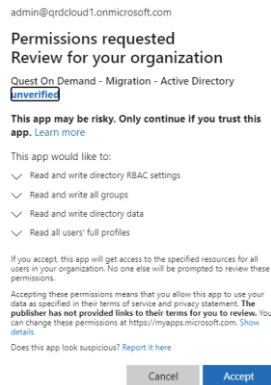 admin@qrdcloud1.onmicrosoft.com
Permissions requested
Review for your organization
Quest On Demand - Migration - Active Directory
unverified
This app may be risky. Only continue if you trust this
app. Learn more
This app would like to:
Read and write directory RBAC settings
Read and write all groups
Read and write directory data
Read all users' full profiles
If you accept, this app will get access to the specified resources for all
users in your organization. No one else will be prompted to review these
permissions.
Accepting these permissions means that you allow this app to use your
data as specified in their terms of service and privacy statement. The
publisher has not provided links to their terms for you to review. You
can change these permissions at https://myapps.microsoft.com. Show
details
Does this app look suspicious? Report it here
Cancel
Accept